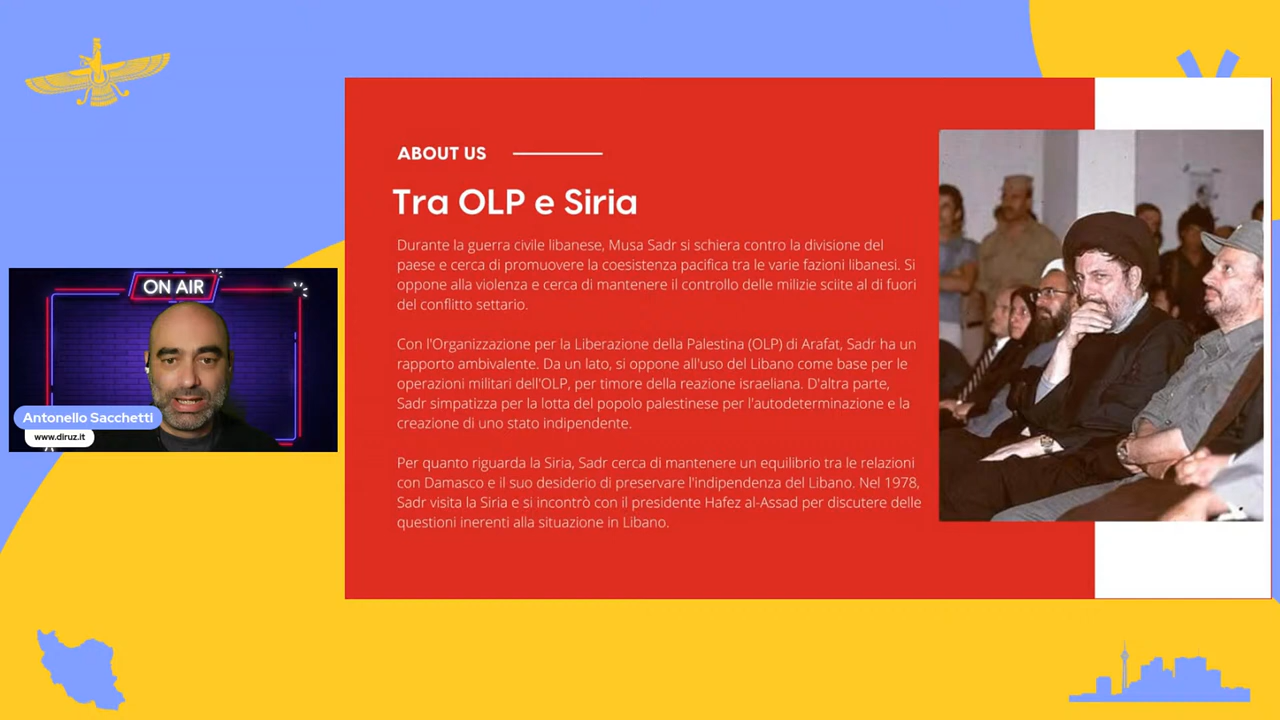 ABOUT US
Tra OLP e Siria
Durante la guerra civile libanese, Musa Sadr si schiera contro la divisione del
paese e cerca di promuovere la coesistenza pacifica tra le varie fazioni libanesi. Si
oppone alla violenza e cerca di mantenere il controllo delle milizie sciite al di fuori
del conflitto settario.
Con l'Organizzazione per la Liberazione della Palestina (OLP) di Arafat, Sadr ha un
rapporto ambivalente. Da un lato, si oppone all'uso del Libano come base per le
operazioni militari dell'OLP, per timore della reazione israeliana. D'altra parte,
Sadr simpatizza per la lotta del popolo palestinese per l'autodeterminazione e la
creazione di uno stato indipendente.
Per quanto riguarda la Siria, Sadr cerca di mantenere un equilibrio tra le relazioni
con Damasco e il suo desiderio di preservare l'indipendenza del Libano. Nel 1978,
Sadr visita la Siria e si incontrò con il presidente Hafez al-Assad per discutere delle
questioni inerenti alla situazione in Libano.
ON AIR
Antonello Sacchetti
www.diruz.it